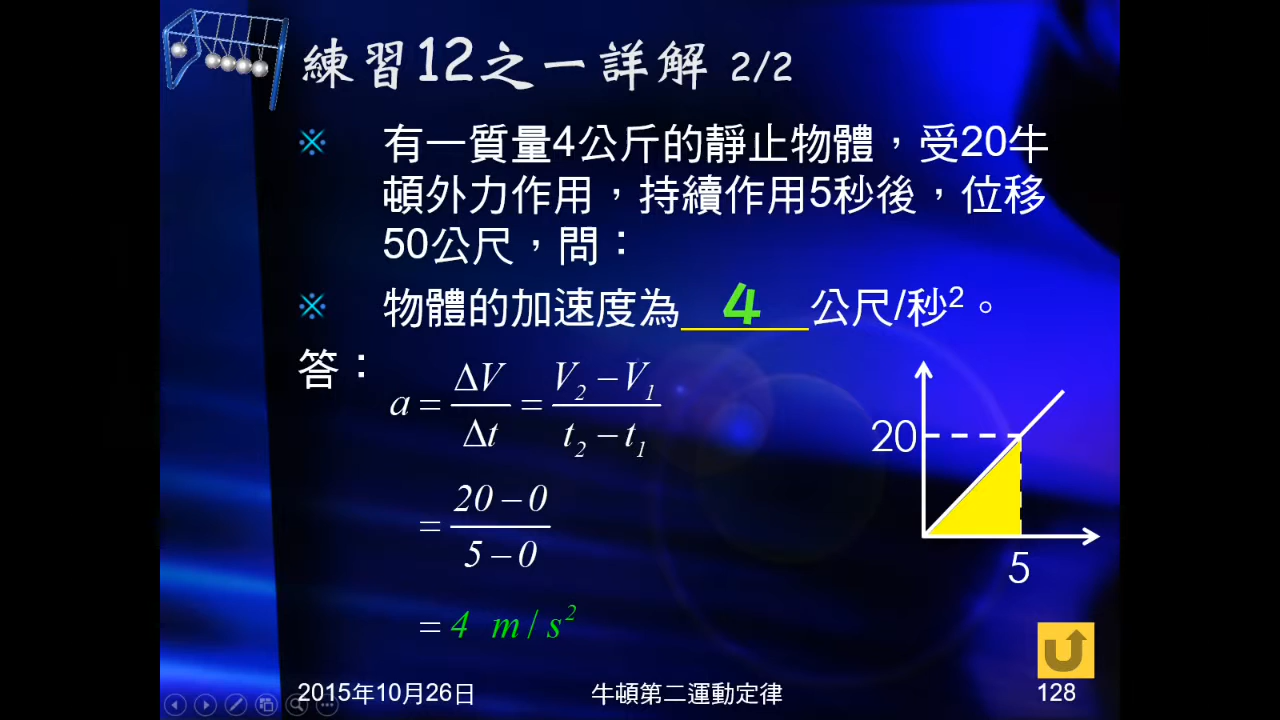 練習12之一詳解 2/2
※ 有一質量4公斤的靜止物體，受20牛
頓外力作用，持續作用5秒後，位移
50公尺，問：
※ 物體的加速度為 4 公尺/秒²。
答：
a = ΔV/Δt = (V₂ − V₁)/(t₂ − t₁)
= (20 − 0)/(5 − 0)
= 4 m/s²
20
5
2015年10月26日 牛頓第二運動定律 128